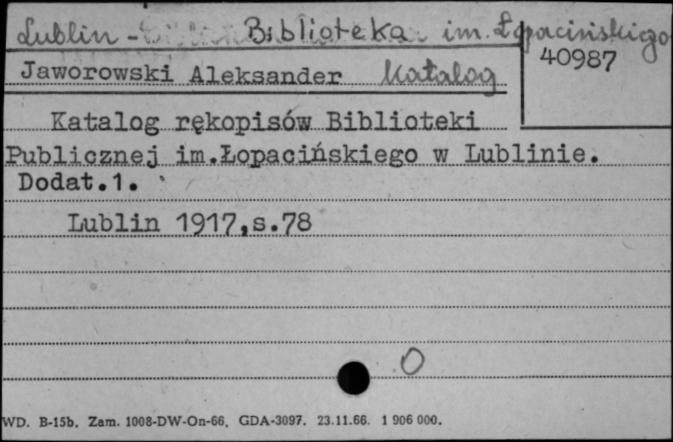 Lublin - Biblioteka im. Łopacińskiego
40987
Jaworowski Aleksander Katalog
Katalog rękopisów Biblioteki
Publicznej im.Łopacińskiego w Lublinie.
Dodat.1.
Lublin 1917,s.78
O
WD. B-15b. Zam. 1008-DW-On-66. GDA-3097. 23.11.66. 1 906 000.